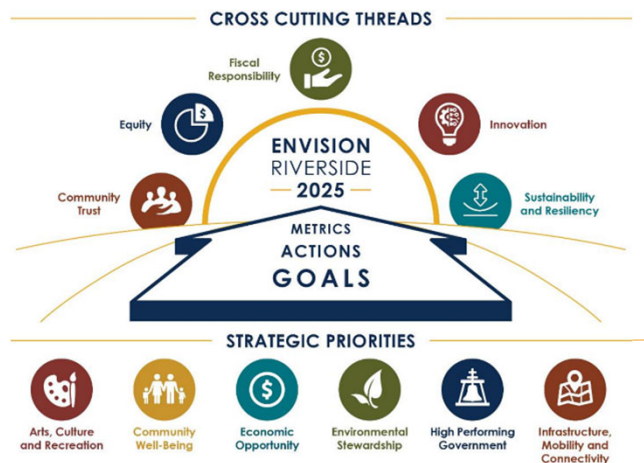 CROSS CUTTING THREADS
Fiscal
Responsibility
Equity
Innovation
Community
Trust
Sustainability
and Resiliency
ENVISION
RIVERSIDE
2025
METRICS
ACTIONS
GOALS
STRATEGIC PRIORITIES
Arts, Culture
and Recreation
Community
Well-Being
Economic
Opportunity
Environmental
Stewardship
High Performing
Government
Infrastructure,
Mobility and
Connectivity